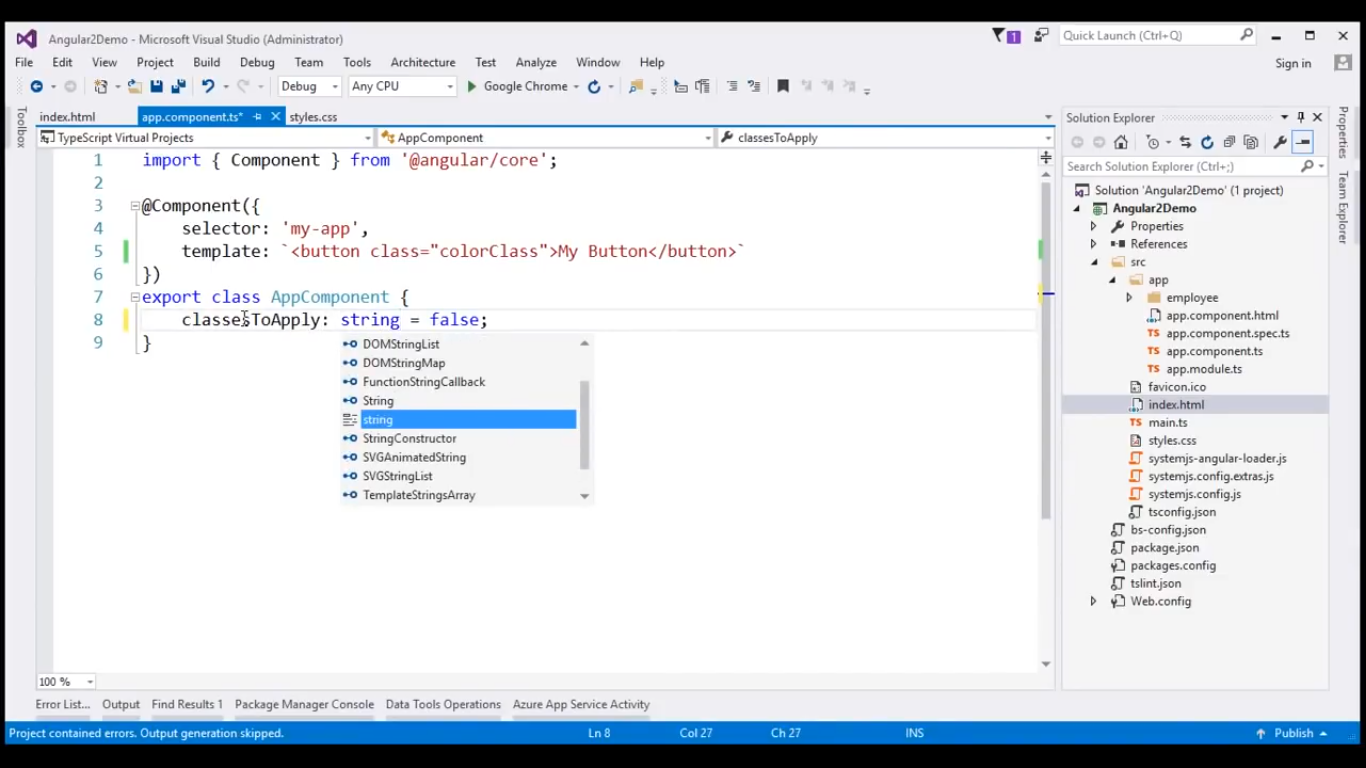 Angular2Demo - Microsoft Visual Studio (Administrator)
1
Quick Launch (Ctrl+Q)
File Edit View Project Build Debug Team Tools Architecture Test Analyze Window Help
Sign in
Debug Any CPU Google Chrome
Toolbox
index.html app.component.ts* styles.css
TypeScript Virtual Projects AppComponent classesToApply
1 import { Component } from '@angular/core';
2
3 @Component({
4 selector: 'my-app',
5 template: `<button class="colorClass">My Button</button>`
6 })
7 export class AppComponent {
8 classesToApply: string = false;
9 }
DOMStringList
DOMStringMap
FunctionStringCallback
String
string
StringConstructor
SVGAnimatedString
SVGStringList
TemplateStringsArray
100 %
Solution Explorer
Search Solution Explorer (Ctrl+;)
Solution 'Angular2Demo' (1 project)
Angular2Demo
Properties
References
src
app
employee
app.component.html
TS app.component.spec.ts
TS app.component.ts
TS app.module.ts
favicon.ico
index.html
TS main.ts
styles.css
systemjs-angular-loader.js
systemjs.config.extras.js
systemjs.config.js
tsconfig.json
bs-config.json
package.json
packages.config
tslint.json
Web.config
Properties
Team Explorer
Error List... Output Find Results 1 Package Manager Console Data Tools Operations Azure App Service Activity
Project contained errors. Output generation skipped. Ln 8 Col 27 Ch 27 INS Publish